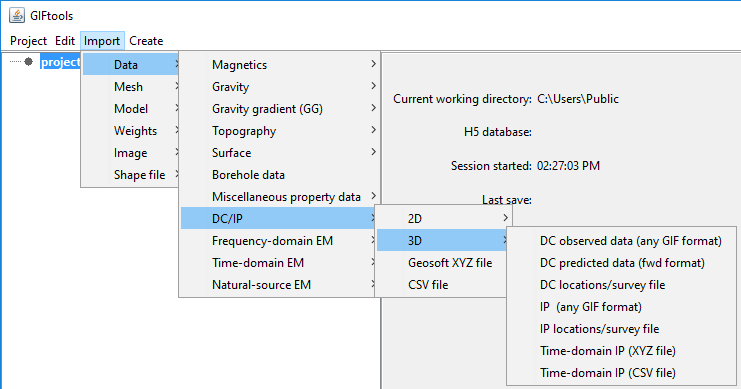 GIFtools
Project Edit Import Create
project
Data
Mesh
Model
Weights
Image
Shape file
Magnetics
Gravity
Gravity gradient (GG)
Topography
Surface
Borehole data
Miscellaneous property data
DC/IP
Frequency-domain EM
Time-domain EM
Natural-source EM
2D
3D
Geosoft XYZ file
CSV file
DC observed data (any GIF format)
DC predicted data (fwd format)
DC locations/survey file
IP (any GIF format)
IP locations/survey file
Time-domain IP (XYZ file)
Time-domain IP (CSV file)
Current working directory: C:\Users\Public
H5 database:
Session started: 02:27:03 PM
Last save: